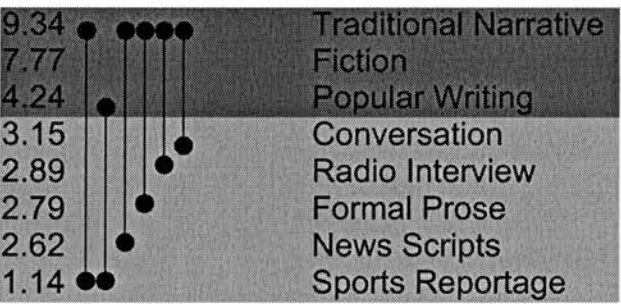 9.34 Traditional Narrative
7.77 Fiction
4.24 Popular Writing
3.15 Conversation
2.89 Radio Interview
2.79 Formal Prose
2.62 News Scripts
1.14 Sports Reportage